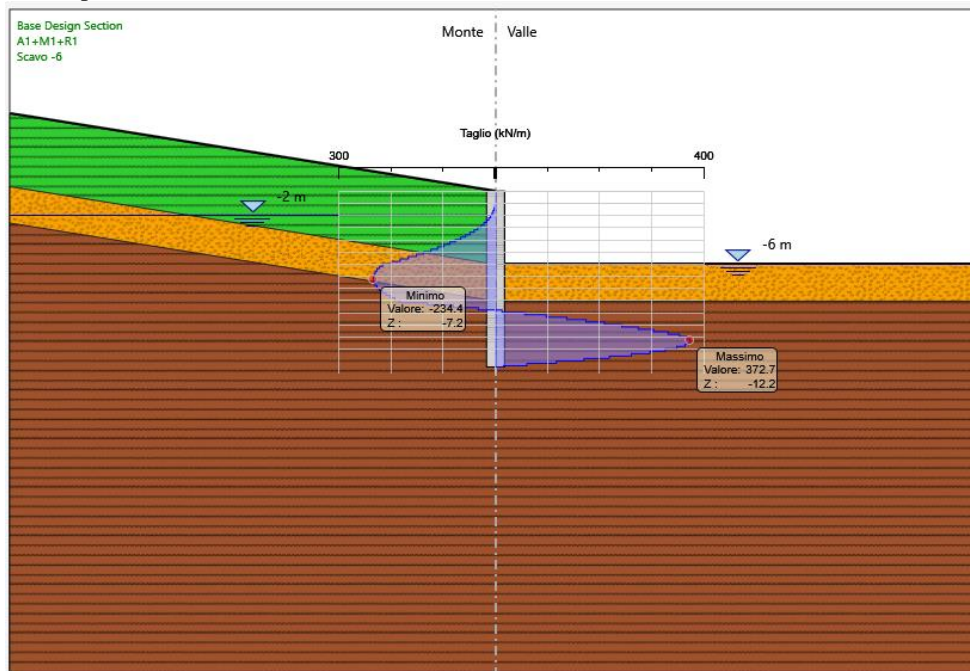 Base Design Section
A1+M1+R1
Scavo -6
Monte
Valle
Taglio (kN/m)
300
400
-2 m
-6 m
Minimo
Valore: -234.4
Z : -7.2
Massimo
Valore: 372.7
Z : -12.2